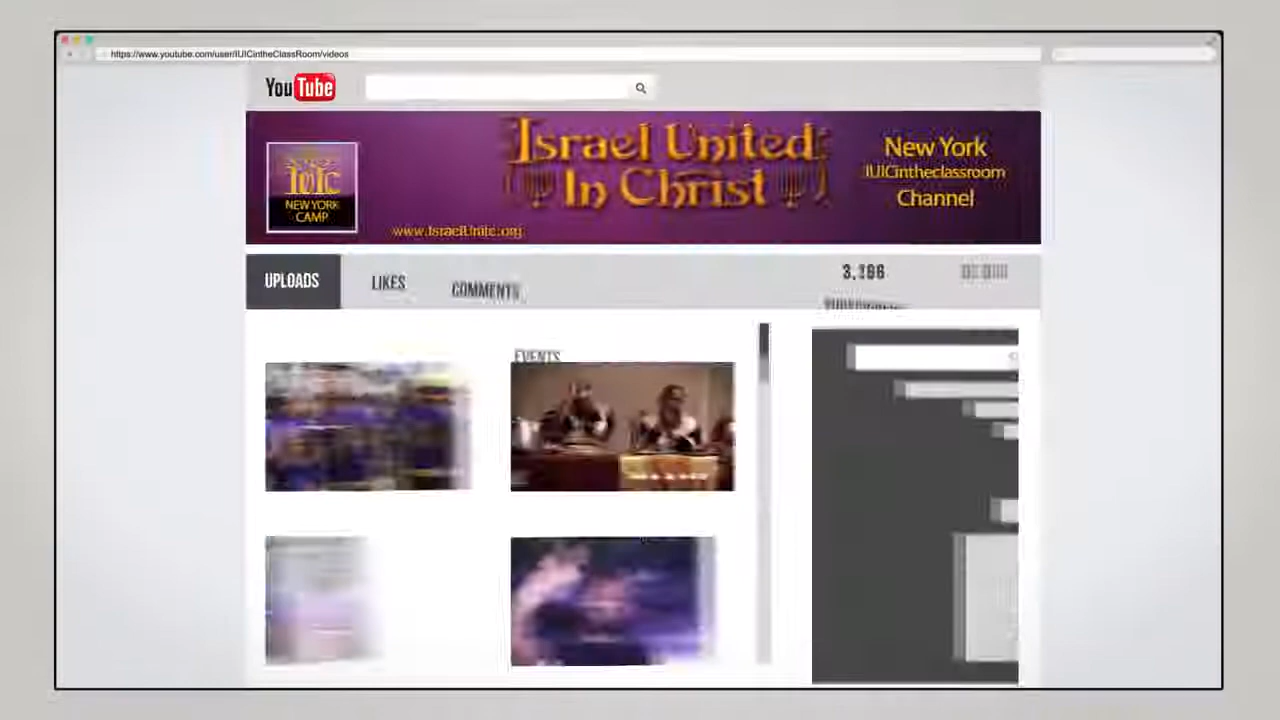 https://www.youtube.com/user/IUICintheClassRoom/videos
YouTube
Israel United
In Christ
New York
IUICintheclassroom
Channel
IUIC
NEW YORK
CAMP
www.IsraelUnite.org
UPLOADS
LIKES
COMMENTS
EVENTS